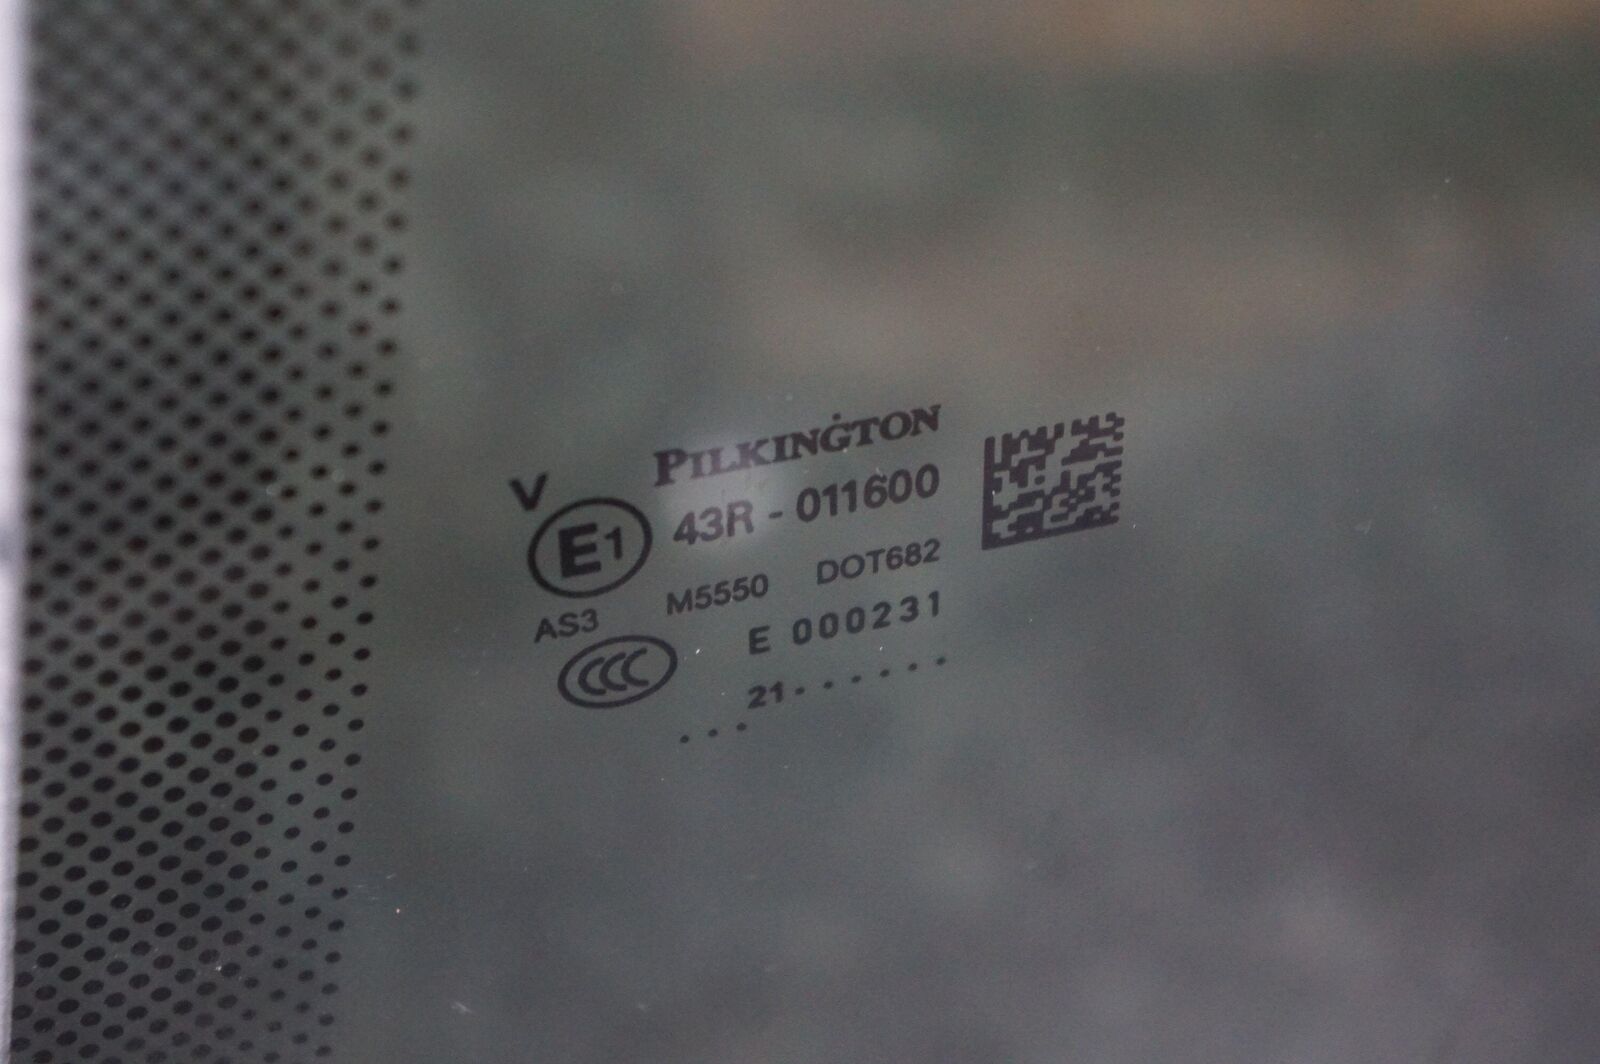 PILKINGTON
V
E1 43R - 011600
AS3 M5550 DOT682
CCC E 000231
21......
...